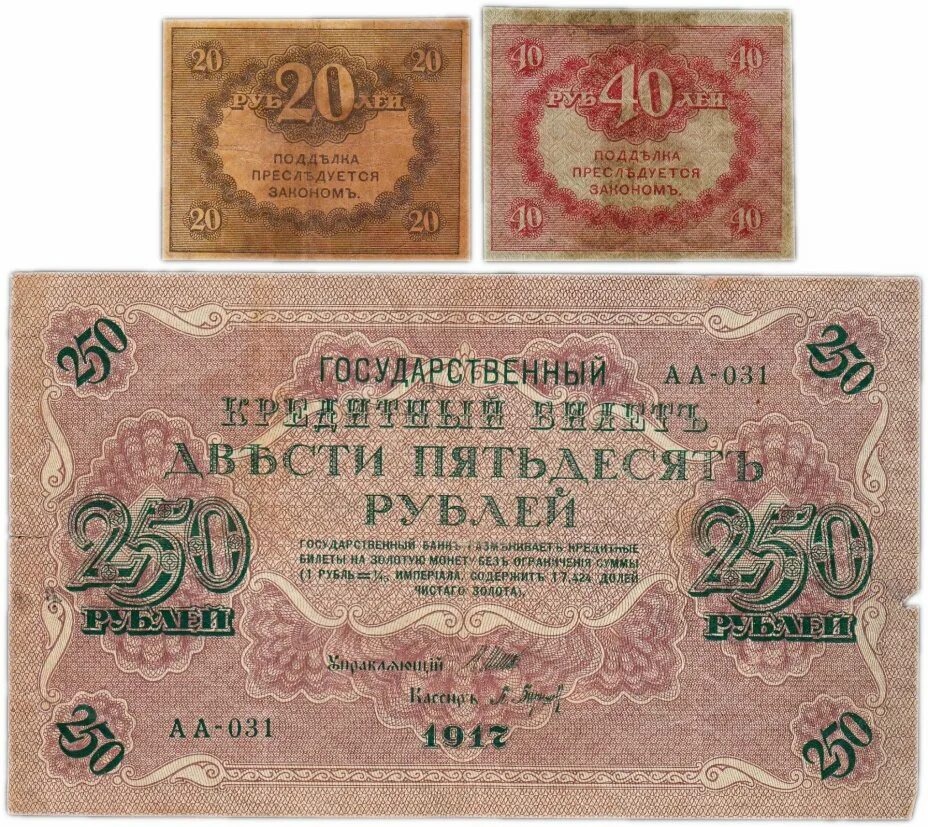 20 20
РУБ 20 ЛЕЙ
ПОДДѢЛКА
ПРЕСЛѢДУЕТСЯ
ЗАКОНОМЪ.
20 20
40 40
РУБ 40 ЛЕЙ
ПОДДѢЛКА
ПРЕСЛѢДУЕТСЯ
ЗАКОНОМЪ.
40 40
250 250
ГОСУДАРСТВЕННЫЙ АА-031
КРЕДИТНЫЙ БИЛЕТЪ
ДВѢСТИ ПЯТЬДЕСЯТЪ
РУБЛЕЙ
250 РУБЛЕЙ
ГОСУДАРСТВЕННЫЙ БАНКЪ РАЗМѢНИВАЕТЪ КРЕДИТНЫЕ
БИЛЕТЫ НА ЗОЛОТУЮ МОНЕТУ БЕЗЪ ОГРАНИЧЕНІЯ СУММЫ
(1 РУБЛЬ = 1/15 ИМПЕРІАЛА, СОДЕРЖИТЪ 17,424 ДОЛЕЙ
ЧИСТАГО ЗОЛОТА).
250 РУБЛЕЙ
Управляющій
Кассиръ
АА-031
1917
250 250